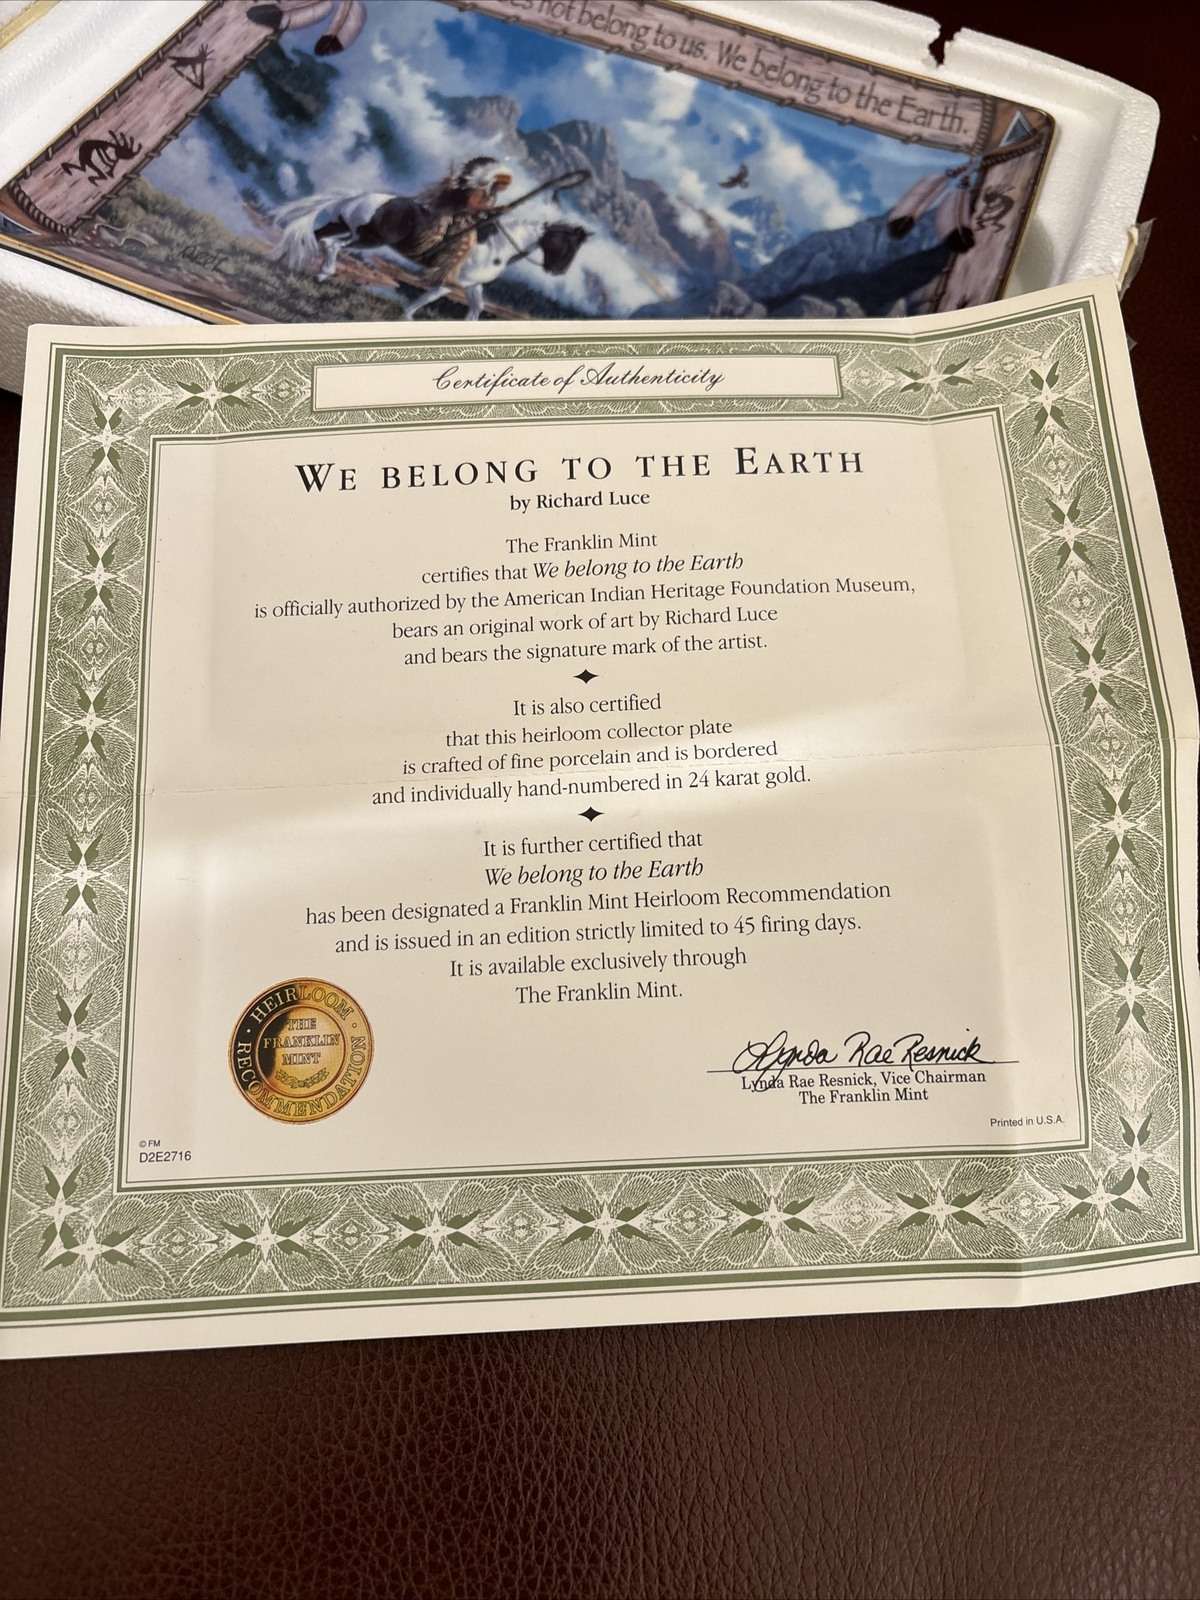 not belong to us. We belong to the Earth.
Certificate of Authenticity
WE BELONG TO THE EARTH
by Richard Luce
The Franklin Mint
certifies that We belong to the Earth
is officially authorized by the American Indian Heritage Foundation Museum,
bears an original work of art by Richard Luce
and bears the signature mark of the artist.
It is also certified
that this heirloom collector plate
is crafted of fine porcelain and is bordered
and individually hand-numbered in 24 karat gold.
It is further certified that
We belong to the Earth
has been designated a Franklin Mint Heirloom Recommendation
and is issued in an edition strictly limited to 45 firing days.
It is available exclusively through
The Franklin Mint.
HEIRLOOM · RECOMMENDATION ·
THE
FRANKLIN
MINT
Lynda Rae Resnick
Lynda Rae Resnick, Vice Chairman
The Franklin Mint
Printed in U.S.A.
© FM
D2E2716